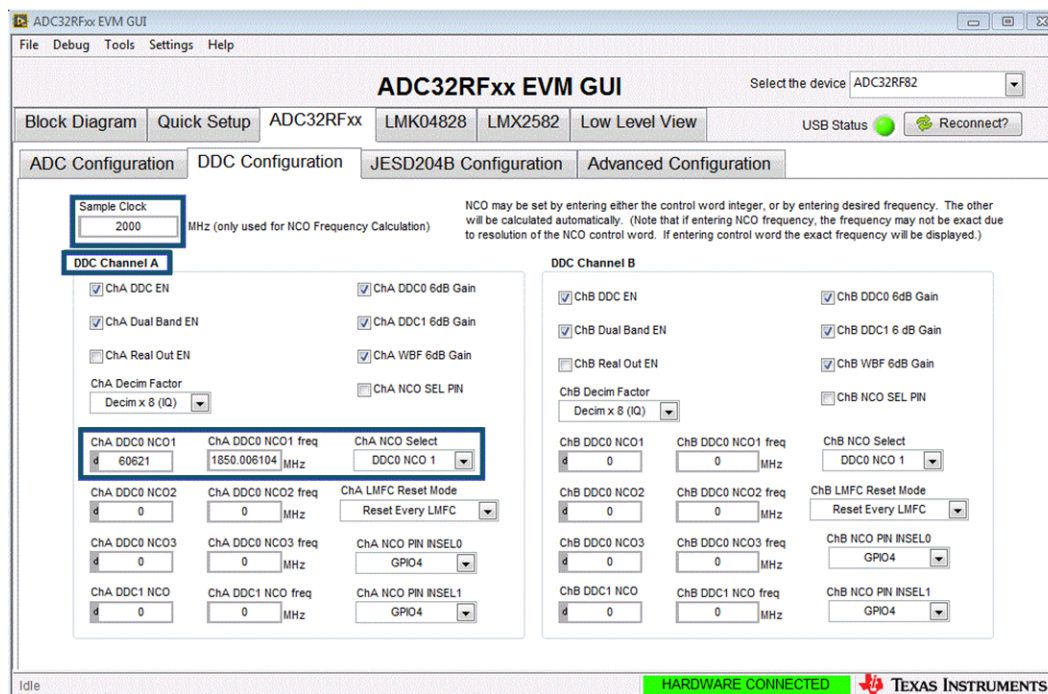 ADC32RFxx EVM GUI
File Debug Tools Settings Help
ADC32RFxx EVM GUI
Select the device ADC32RF82
Block Diagram Quick Setup ADC32RFxx LMK04828 LMX2582 Low Level View
USB Status Reconnect?
ADC Configuration DDC Configuration JESD204B Configuration Advanced Configuration
Sample Clock
2000 MHz (only used for NCO Frequency Calculation)
NCO may be set by entering either the control word integer, or by entering desired frequency. The other
will be calculated automatically. (Note that if entering NCO frequency, the frequency may not be exact due
to resolution of the NCO control word. If entering control word the exact frequency will be displayed.)
DDC Channel A
ChA DDC EN ChA DDC0 6dB Gain
ChA Dual Band EN ChA DDC1 6dB Gain
ChA Real Out EN ChA WBF 6dB Gain
ChA Decim Factor ChA NCO SEL PIN
Decim x 8 (IQ)
ChA DDC0 NCO1 ChA DDC0 NCO1 freq ChA NCO Select
d 60621 1850.006104 MHz DDC0 NCO 1
ChA DDC0 NCO2 ChA DDC0 NCO2 freq ChA LMFC Reset Mode
d 0 0 MHz Reset Every LMFC
ChA DDC0 NCO3 ChA DDC0 NCO3 freq ChA NCO PIN INSEL0
d 0 0 MHz GPIO4
ChA DDC1 NCO ChA DDC1 NCO freq ChA NCO PIN INSEL1
d 0 0 MHz GPIO4
DDC Channel B
ChB DDC EN ChB DDC0 6dB Gain
ChB Dual Band EN ChB DDC1 6 dB Gain
ChB Real Out EN ChB WBF 6dB Gain
ChB Decim Factor ChB NCO SEL PIN
Decim x 8 (IQ)
ChB DDC0 NCO1 ChB DDC0 NCO1 freq ChB NCO Select
d 0 0 MHz DDC0 NCO 1
ChB DDC0 NCO2 ChB DDC0 NCO2 freq ChB LMFC Reset Mode
d 0 0 MHz Reset Every LMFC
ChB DDC0 NCO3 ChB DDC0 NCO3 freq ChB NCO PIN INSEL0
d 0 0 MHz GPIO4
ChB DDC1 NCO ChB DDC1 NCO freq ChB NCO PIN INSEL1
d 0 0 MHz GPIO4
Idle HARDWARE CONNECTED TEXAS INSTRUMENTS